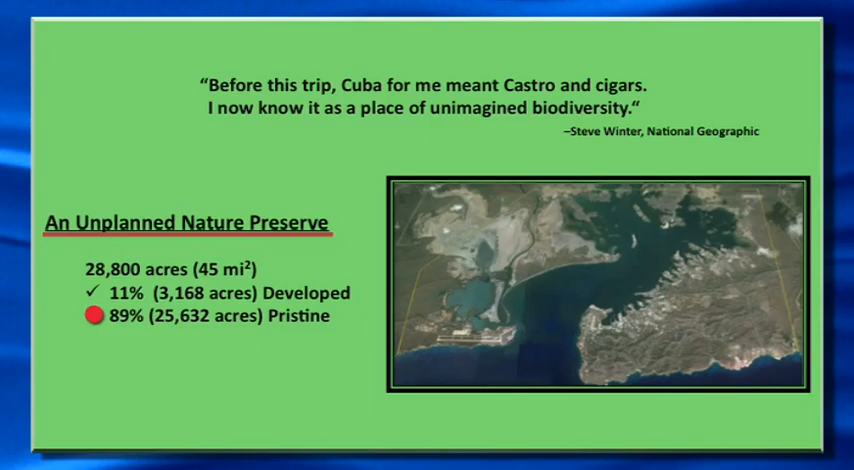 “Before this trip, Cuba for me meant Castro and cigars.
I now know it as a place of unimagined biodiversity.“
–Steve Winter, National Geographic
An Unplanned Nature Preserve
28,800 acres (45 mi²)
✓ 11% (3,168 acres) Developed
89% (25,632 acres) Pristine